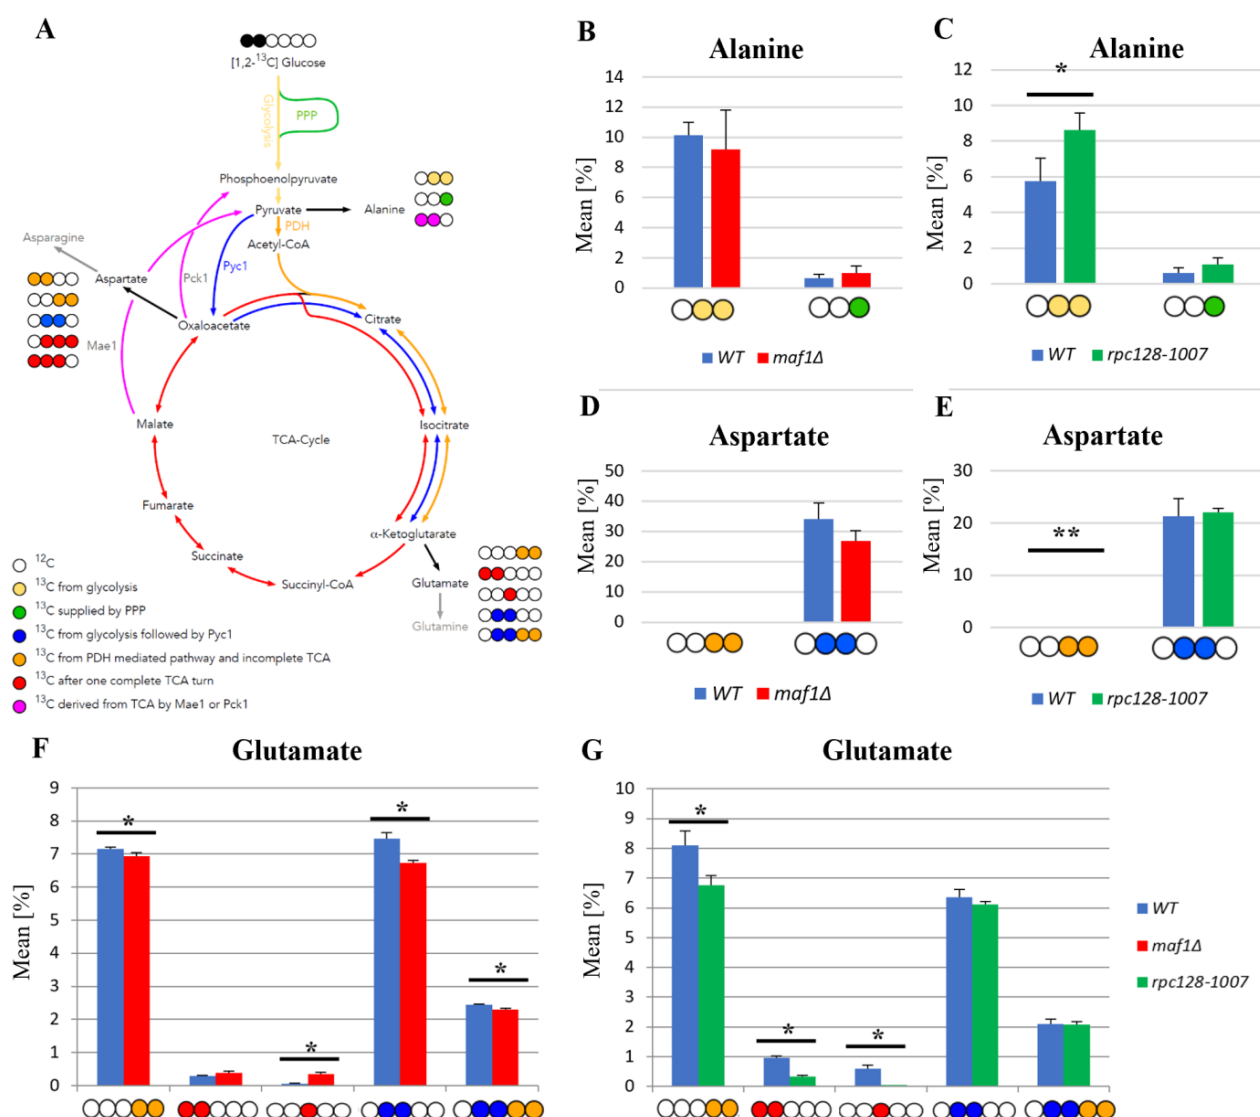 A
[1,2-13C] Glucose
Glycolysis
PPP
Phosphoenolpyruvate
Pyruvate
Alanine
PDH
Acetyl-CoA
Asparagine
Aspartate
Pck1
Pyc1
Oxaloacetate
Citrate
Mae1
Malate
TCA-Cycle
Isocitrate
Fumarate
α-Ketoglutarate
Succinate
Succinyl-CoA
Glutamate
Glutamine
12C
13C from glycolysis
13C supplied by PPP
13C from glycolysis followed by Pyc1
13C from PDH mediated pathway and incomplete TCA
13C after one complete TCA turn
13C derived from TCA by Mae1 or Pck1
B
Alanine
Mean [%]
14
12
10
8
6
4
2
0
WT maf1Δ
C
Alanine
Mean [%]
12
10
8
6
4
2
0
*
WT rpc128-1007
D
Aspartate
Mean [%]
50
40
30
20
10
0
WT maf1Δ
E
Aspartate
Mean [%]
30
20
10
0
**
WT rpc128-1007
F
Glutamate
Mean [%]
9
8
7
6
5
4
3
2
1
0
*
*
*
*
G
Glutamate
Mean [%]
10
9
8
7
6
5
4
3
2
1
0
*
*
*
WT
maf1Δ
rpc128-1007